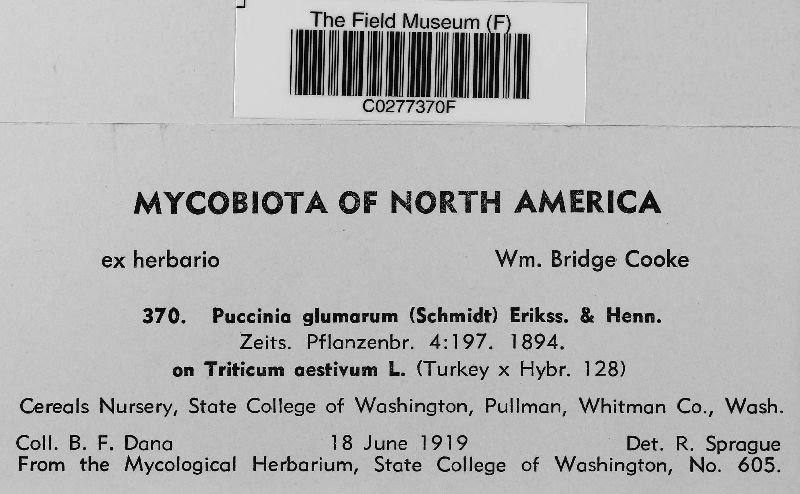 The Field Museum (F)
C0277370F
MYCOBIOTA OF NORTH AMERICA
ex herbario Wm. Bridge Cooke
370. Puccinia glumarum (Schmidt) Erikss. & Henn.
Zeits. Pflanzenbr. 4:197. 1894.
on Triticum aestivum L. (Turkey x Hybr. 128)
Cereals Nursery, State College of Washington, Pullman, Whitman Co., Wash.
Coll. B. F. Dana 18 June 1919 Det. R. Sprague
From the Mycological Herbarium, State College of Washington, No. 605.